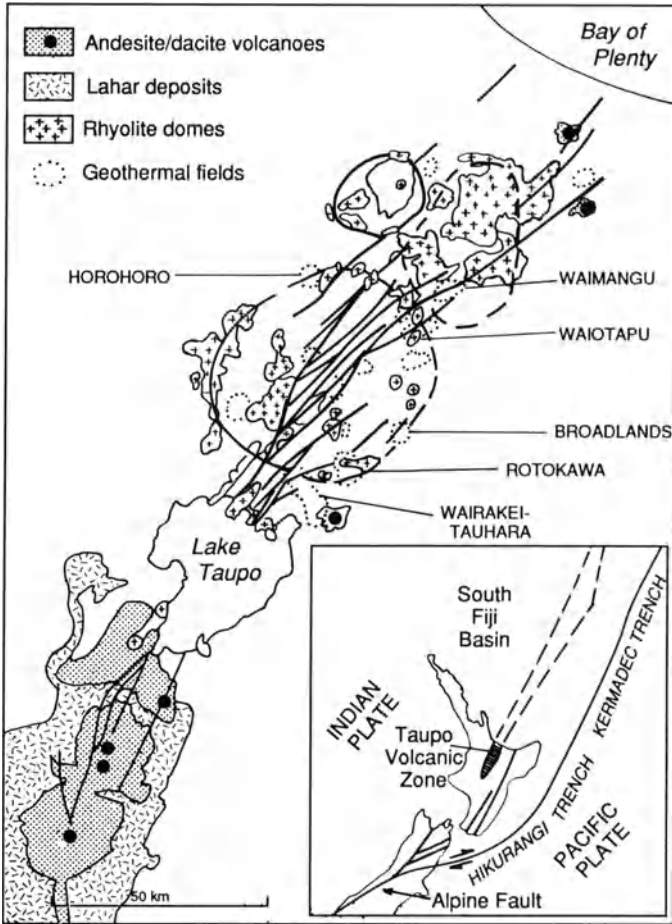 Andesite/dacite volcanoes
Lahar deposits
Rhyolite domes
Geothermal fields
Bay of
Plenty
HOROHORO
WAIMANGU
WAIOTAPU
BROADLANDS
ROTOKAWA
WAIRAKEI-
TAUHARA
Lake
Taupo
50 km
South
Fiji
Basin
INDIAN
PLATE
Taupo
Volcanic
Zone
KERMADEC TRENCH
HIKURANGI TRENCH
PACIFIC
PLATE
Alpine Fault